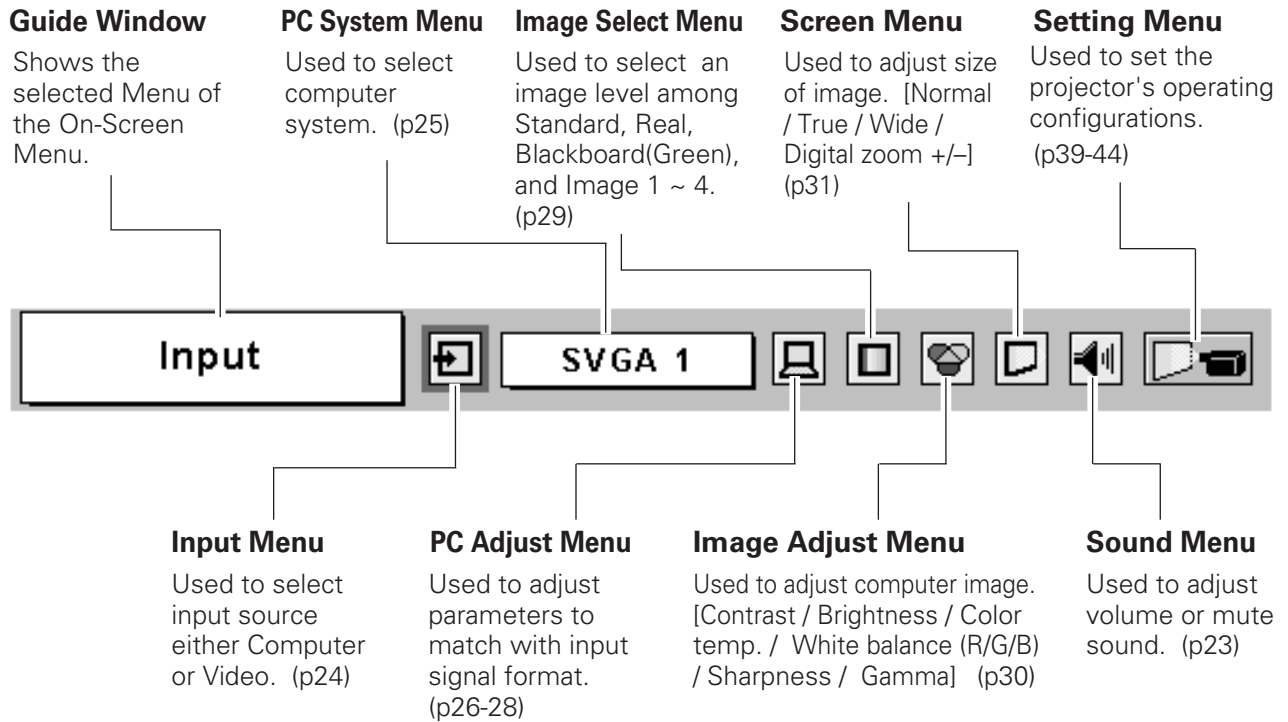 Guide Window
Shows the
selected Menu of
the On-Screen
Menu.
PC System Menu
Used to select
computer
system. (p25)
Image Select Menu
Used to select an
image level among
Standard, Real,
Blackboard(Green),
and Image 1 ~ 4.
(p29)
Screen Menu
Used to adjust size
of image. [Normal
/ True / Wide /
Digital zoom +/–]
(p31)
Setting Menu
Used to set the
projector's operating
configurations.
(p39-44)
Input
SVGA 1
Input Menu
Used to select
input source
either Computer
or Video. (p24)
PC Adjust Menu
Used to adjust
parameters to
match with input
signal format.
(p26-28)
Image Adjust Menu
Used to adjust computer image.
[Contrast / Brightness / Color
temp. / White balance (R/G/B)
/ Sharpness / Gamma] (p30)
Sound Menu
Used to adjust
volume or mute
sound. (p23)